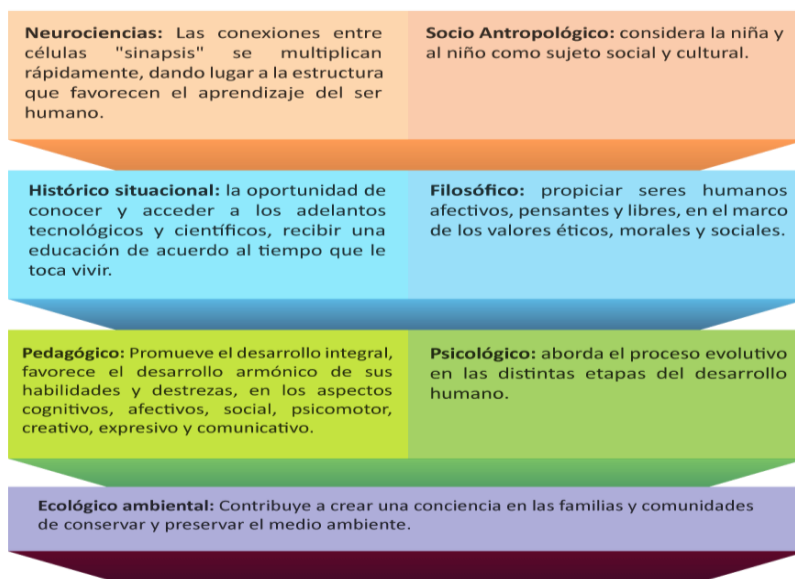 Neurociencias: Las conexiones entre
células "sinapsis" se multiplican
rápidamente, dando lugar a la estructura
que favorecen el aprendizaje del ser
humano.
Socio Antropológico: considera la niña y
al niño como sujeto social y cultural.
Histórico situacional: la oportunidad de
conocer y acceder a los adelantos
tecnológicos y científicos, recibir una
educación de acuerdo al tiempo que le
toca vivir.
Filosófico: propiciar seres humanos
afectivos, pensantes y libres, en el marco
de los valores éticos, morales y sociales.
Pedagógico: Promueve el desarrollo integral,
favorece el desarrollo armónico de sus
habilidades y destrezas, en los aspectos
cognitivos, afectivos, social, psicomotor,
creativo, expresivo y comunicativo.
Psicológico: aborda el proceso evolutivo
en las distintas etapas del desarrollo
humano.
Ecológico ambiental: Contribuye a crear una conciencia en las familias y comunidades
de conservar y preservar el medio ambiente.